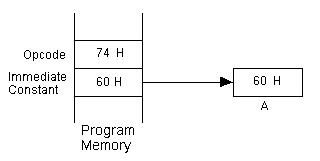 Opcode
74 H
Immediate
Constant
60 H
60 H
A
Program
Memory